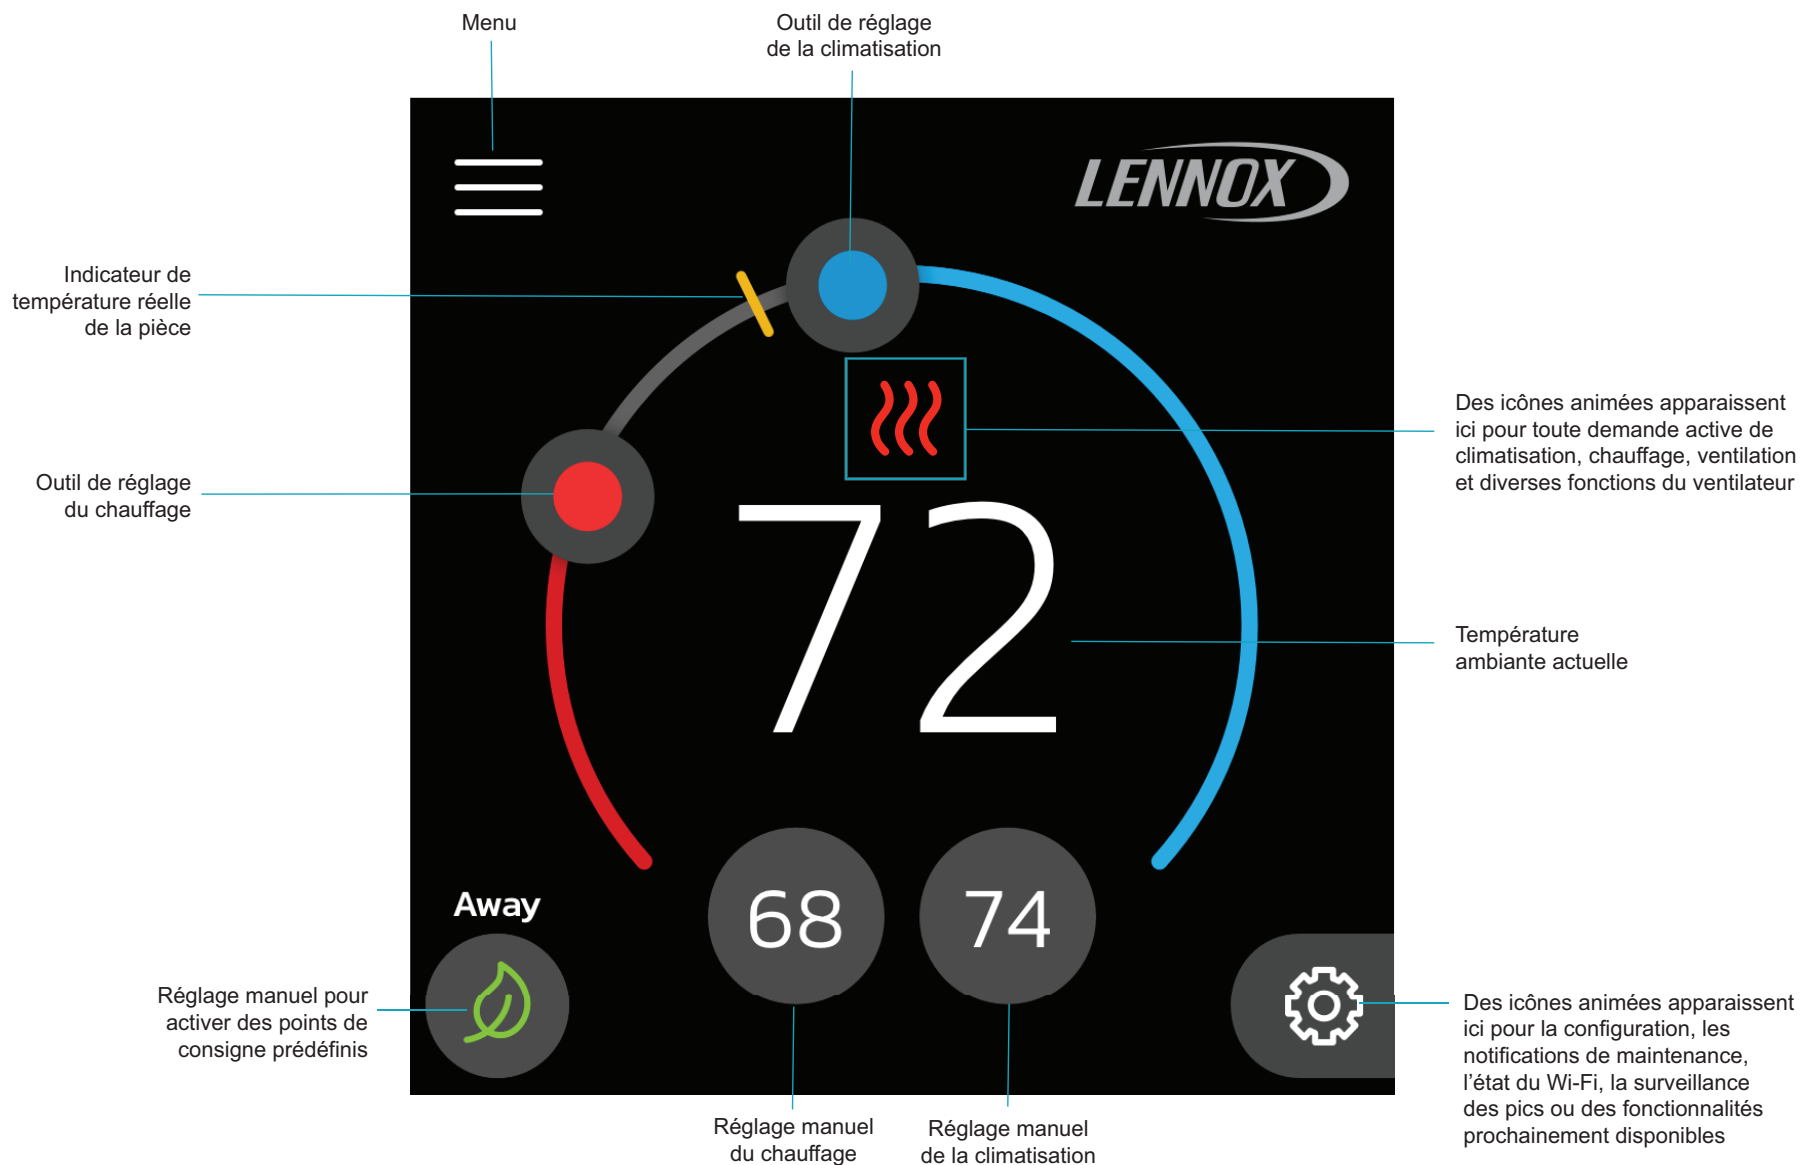 Menu
Outil de réglage
de la climatisation
LENNOX
Indicateur de
température réelle
de la pièce
Des icônes animées apparaissent
ici pour toute demande active de
climatisation, chauffage, ventilation
et diverses fonctions du ventilateur
Outil de réglage
du chauffage
72
Température
ambiante actuelle
68
74
Away
Réglage manuel pour
activer des points de
consigne prédéfinis
Des icônes animées apparaissent
ici pour la configuration, les
notifications de maintenance,
l’état du Wi-Fi, la surveillance
des pics ou des fonctionnalités
prochainement disponibles
Réglage manuel
du chauffage
Réglage manuel
de la climatisation